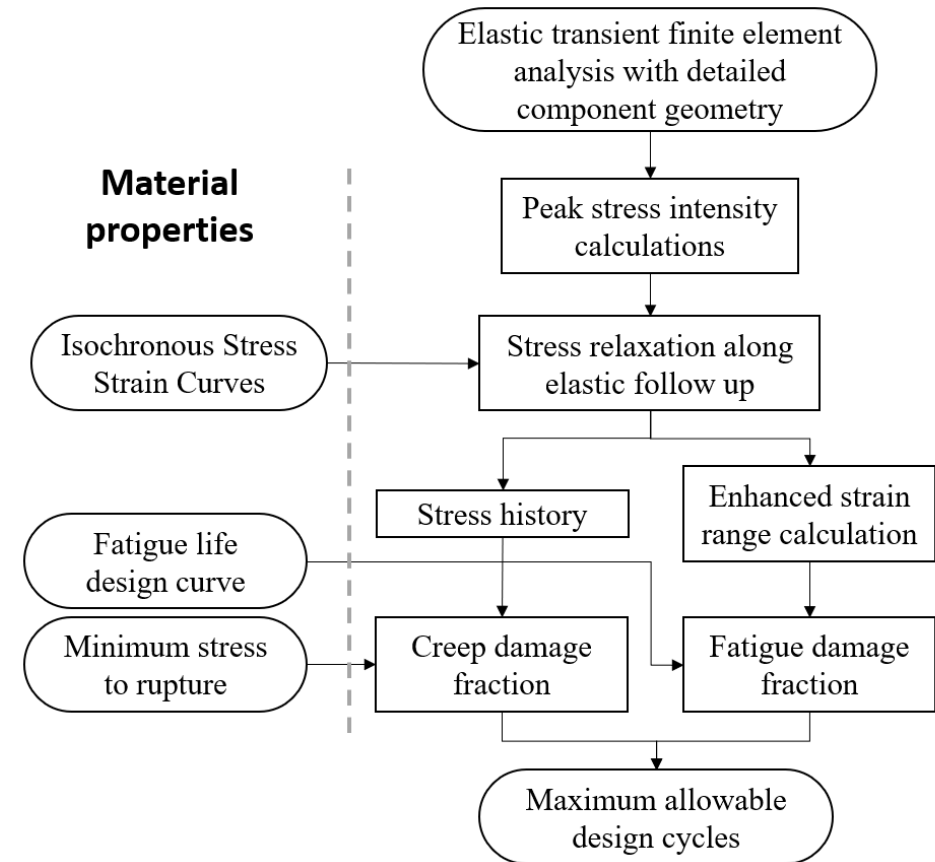 Elastic transient finite element
analysis with detailed
component geometry
Material
properties
Peak stress intensity
calculations
Isochronous Stress
Strain Curves
Stress relaxation along
elastic follow up
Stress history
Enhanced strain
range calculation
Fatigue life
design curve
Minimum stress
to rupture
Creep damage
fraction
Fatigue damage
fraction
Maximum allowable
design cycles